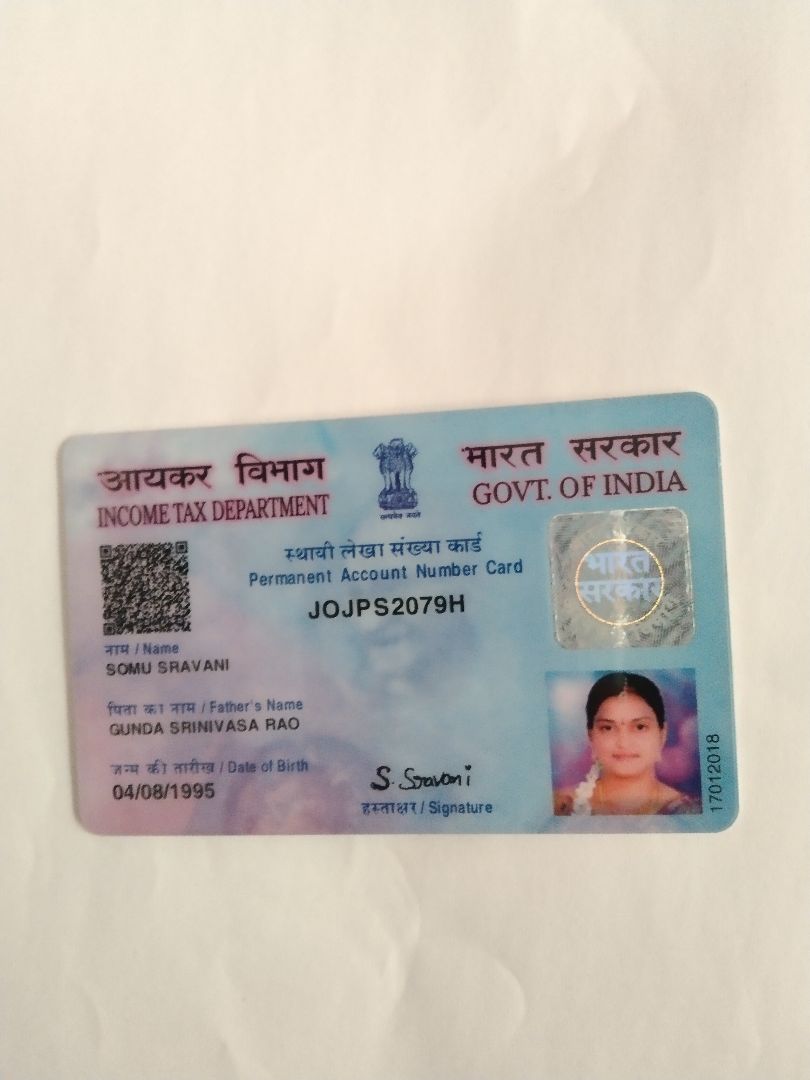 आयकर विभाग
INCOME TAX DEPARTMENT
सत्यमेव जयते
भारत सरकार
GOVT. OF INDIA
स्थायी लेखा संख्या कार्ड
Permanent Account Number Card
JOJPS2079H
भारत
सरकार
नाम / Name
SOMU SRAVANI
पिता का नाम / Father's Name
GUNDA SRINIVASA RAO
जन्म की तारीख / Date of Birth
04/08/1995
S. Sravani
हस्ताक्षर / Signature
17012018